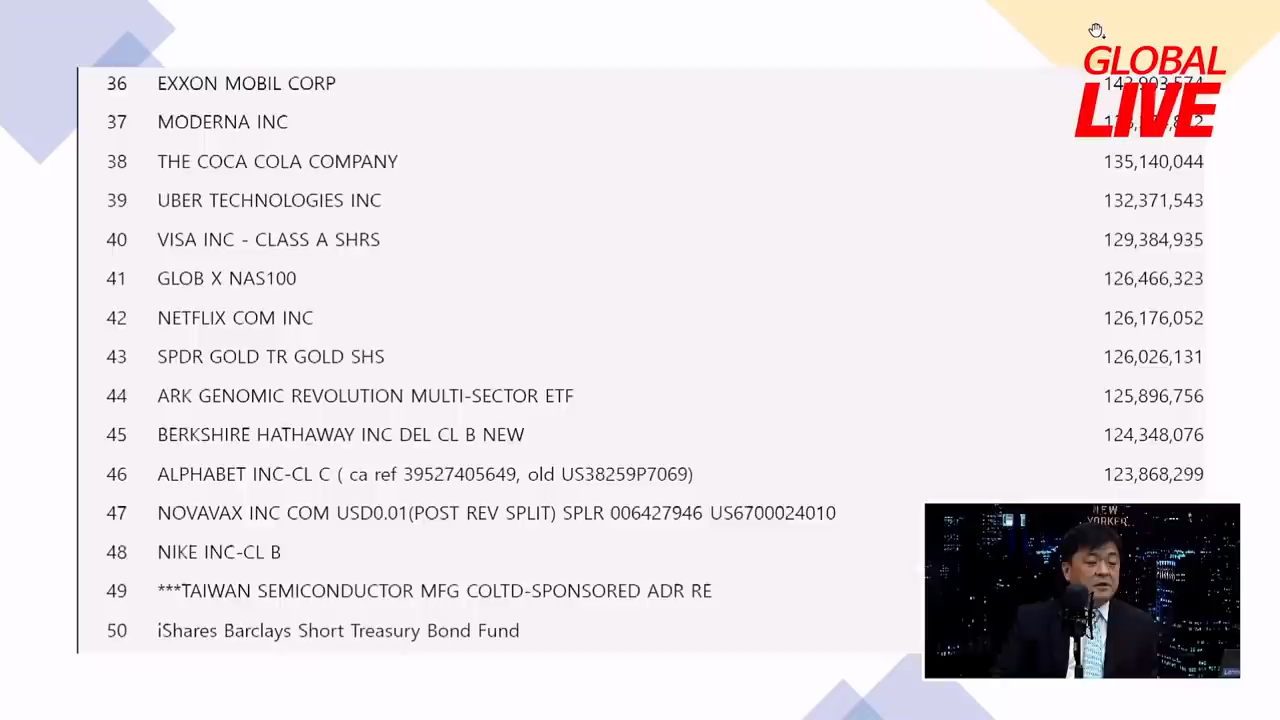 GLOBAL
LIVE
36 EXXON MOBIL CORP
37 MODERNA INC
38 THE COCA COLA COMPANY 135,140,044
39 UBER TECHNOLOGIES INC 132,371,543
40 VISA INC - CLASS A SHRS 129,384,935
41 GLOB X NAS100 126,466,323
42 NETFLIX COM INC 126,176,052
43 SPDR GOLD TR GOLD SHS 126,026,131
44 ARK GENOMIC REVOLUTION MULTI-SECTOR ETF 125,896,756
45 BERKSHIRE HATHAWAY INC DEL CL B NEW 124,348,076
46 ALPHABET INC-CL C ( ca ref 39527405649, old US38259P7069) 123,868,299
47 NOVAVAX INC COM USD0.01(POST REV SPLIT) SPLR 006427946 US6700024010
48 NIKE INC-CL B
49 ***TAIWAN SEMICONDUCTOR MFG COLTD-SPONSORED ADR RE
50 iShares Barclays Short Treasury Bond Fund
NEW
YORKER